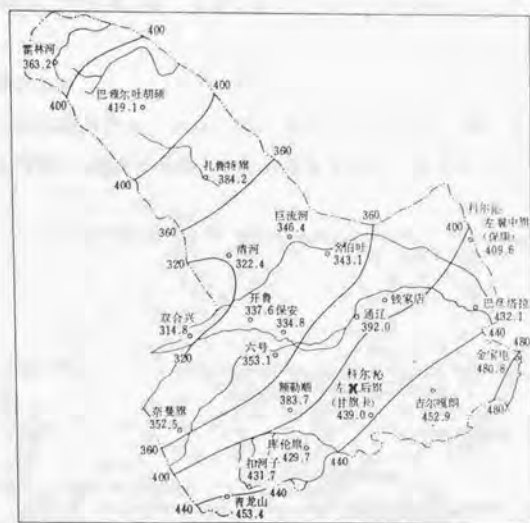 400
霍林河
363.2
400
400
巴雅尔吐胡硕
419.1
扎鲁特旗
384.2
400
360
科尔沁
左翼中旗
(保康)
409.6
巨流河
346.4
360
400
360
舍伯吐
343.1
清河
322.4
320
钱家店
巴彦塔拉
432.1
开鲁
337.6
保安
334.8
通辽
392.0
双合兴
314.8
440
480
六号
353.1
金宝屯
480.8
320
科尔沁
左翼后旗
(甘旗卡)
439.0
额勒顺
383.7
吉尔嘎朗
452.9
480
奈曼旗
352.5
库伦旗
429.7
360
440
扣河子
431.7
400
440
440
青龙山
453.4